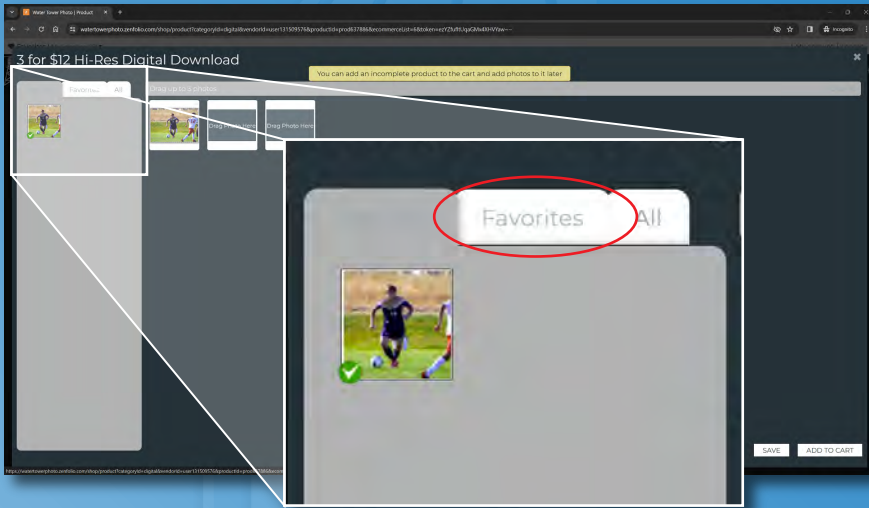 Water Tower Photo | Product
watertowerphoto.zenfolio.com/shop/product?categoryId=digital&vendorId=user131509576&productId=prod637886&ecommerceList=6&token=ezYZfuftUqaGMx4XHVYaw~~
Incognito
3 for $12 Hi-Res Digital Download
You can add an incomplete product to the cart and add photos to it later
Favorites All
Drag up to 3 photos
Drag Photo Here
Drag Photo Here
Favorites All
SAVE
ADD TO CART